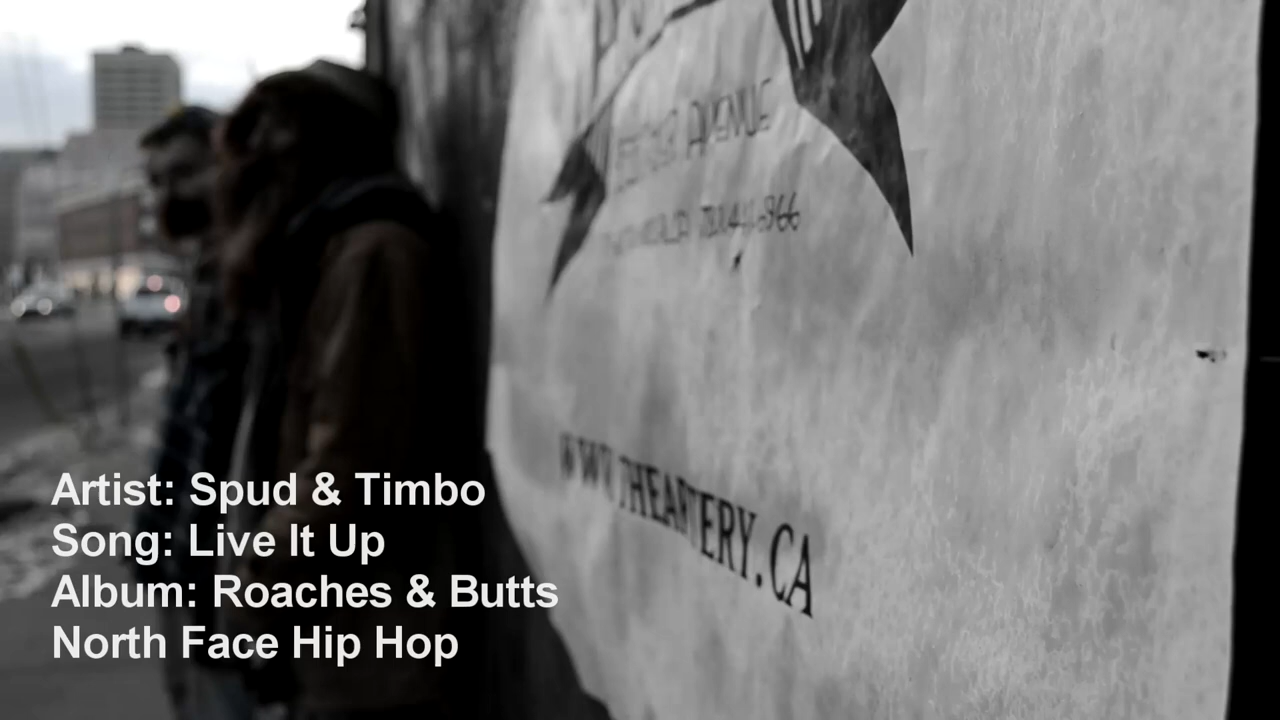 AVENUE
WWW.THEARTERY.CA
Artist: Spud & Timbo
Song: Live It Up
Album: Roaches & Butts
North Face Hip Hop